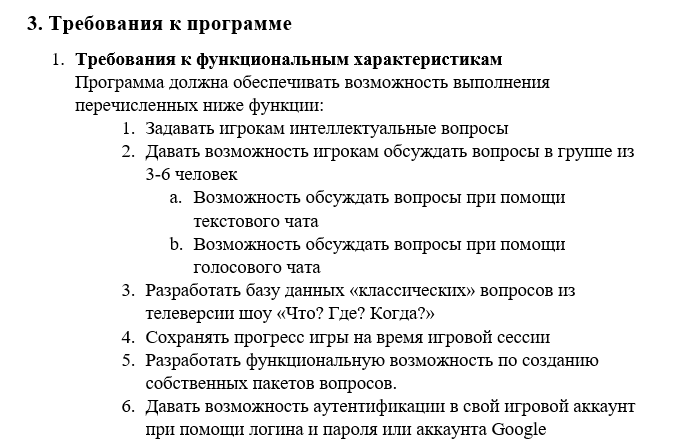 3. Требования к программе
1. Требования к функциональным характеристикам
Программа должна обеспечивать возможность выполнения
перечисленных ниже функции:
1. Задавать игрокам интеллектуальные вопросы
2. Давать возможность игрокам обсуждать вопросы в группе из
3-6 человек
a. Возможность обсуждать вопросы при помощи
текстового чата
b. Возможность обсуждать вопросы при помощи
голосового чата
3. Разработать базу данных «классических» вопросов из
телеверсии шоу «Что? Где? Когда?»
4. Сохранять прогресс игры на время игровой сессии
5. Разработать функциональную возможность по созданию
собственных пакетов вопросов.
6. Давать возможность аутентификации в свой игровой аккаунт
при помощи логина и пароля или аккаунта Google